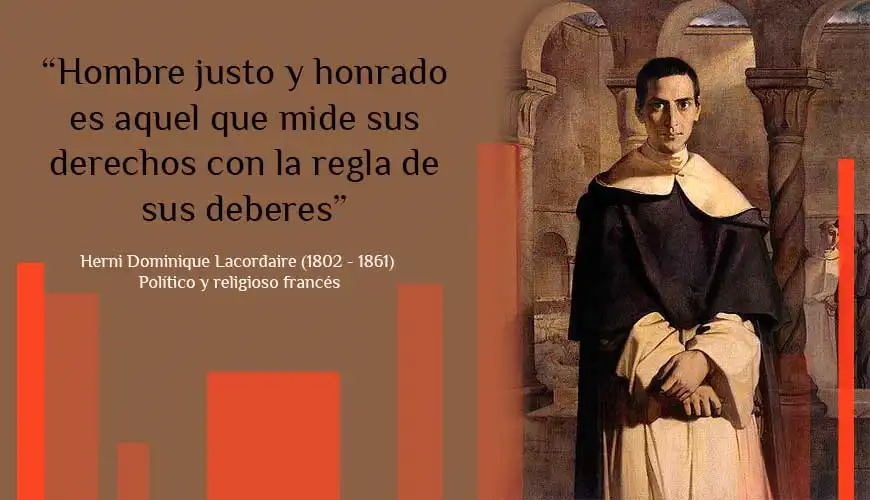 “Hombre justo y honrado
es aquel que mide sus
derechos con la regla de
sus deberes”
Herni Dominique Lacordaire (1802 - 1861)
Político y religioso francés